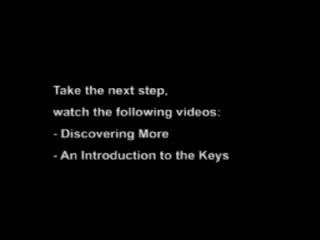 Take the next step,
watch the following videos:
- Discovering More
- An Introduction to the Keys